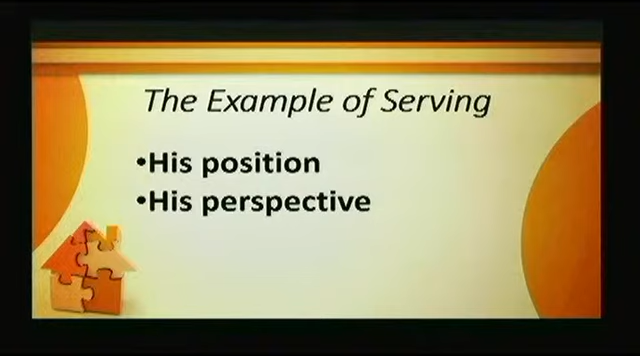 The Example of Serving
•His position
•His perspective